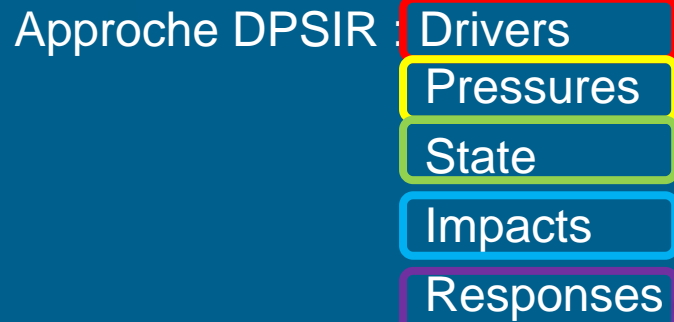 Approche DPSIR : Drivers
Pressures
State
Impacts
Responses